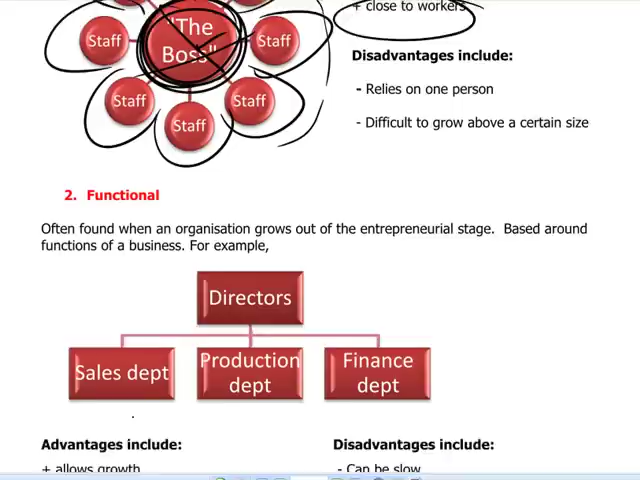 + close to workers
"The
Boss"
Staff
Staff
Disadvantages include:
- Relies on one person
Staff
Staff
Staff
- Difficult to grow above a certain size
2. Functional
Often found when an organisation grows out of the entrepreneurial stage. Based around
functions of a business. For example,
Directors
Sales dept
Production
dept
Finance
dept
Advantages include:
Disadvantages include:
+ allows growth
- Can be slow